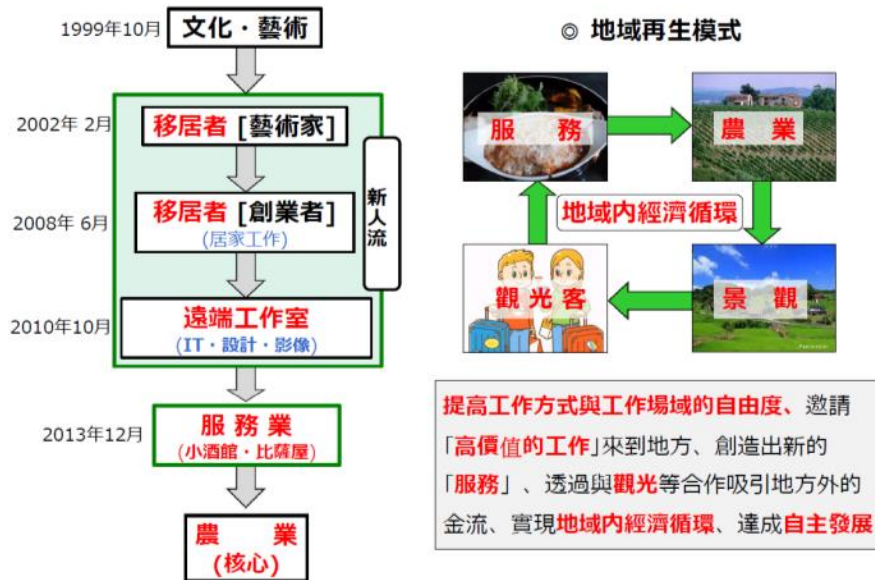 1999年10月
文化・藝術
2002年 2月
移居者 [藝術家]
2008年 6月
移居者 [創業者]
(居家工作)
新人流
2010年10月
遠端工作室
(IT・設計・影像)
2013年12月
服 務 業
(小酒館・比薩屋)
農 業
(核心)
◎ 地域再生模式
服 務
農 業
地域内經濟循環
觀 光 客
景 觀
提高工作方式與工作場域的自由度、邀請
「高價值的工作」來到地方、創造出新的
「服務」、透過與觀光等合作吸引地方外的
金流、實現地域内經濟循環、達成自主發展